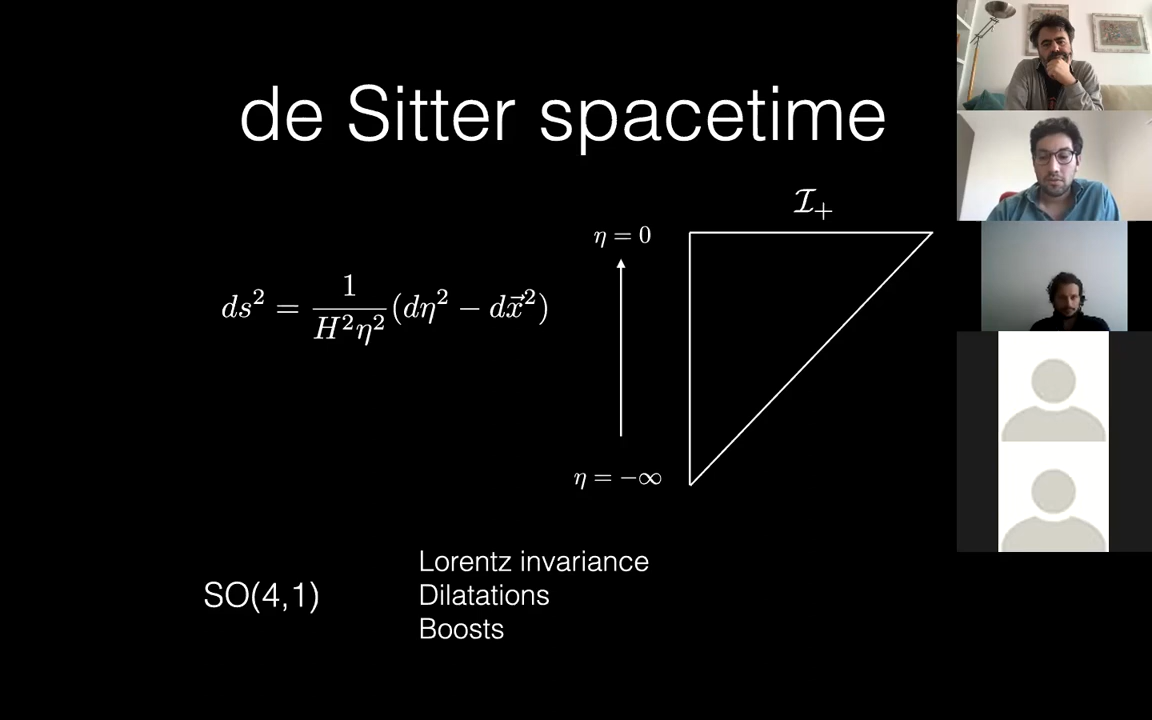 de Sitter spacetime
ℐ₊
η = 0
ds² = 1/(H²η²) (dη² − dx⃗²)
η = −∞
Lorentz invariance
SO(4,1)
Dilatations
Boosts